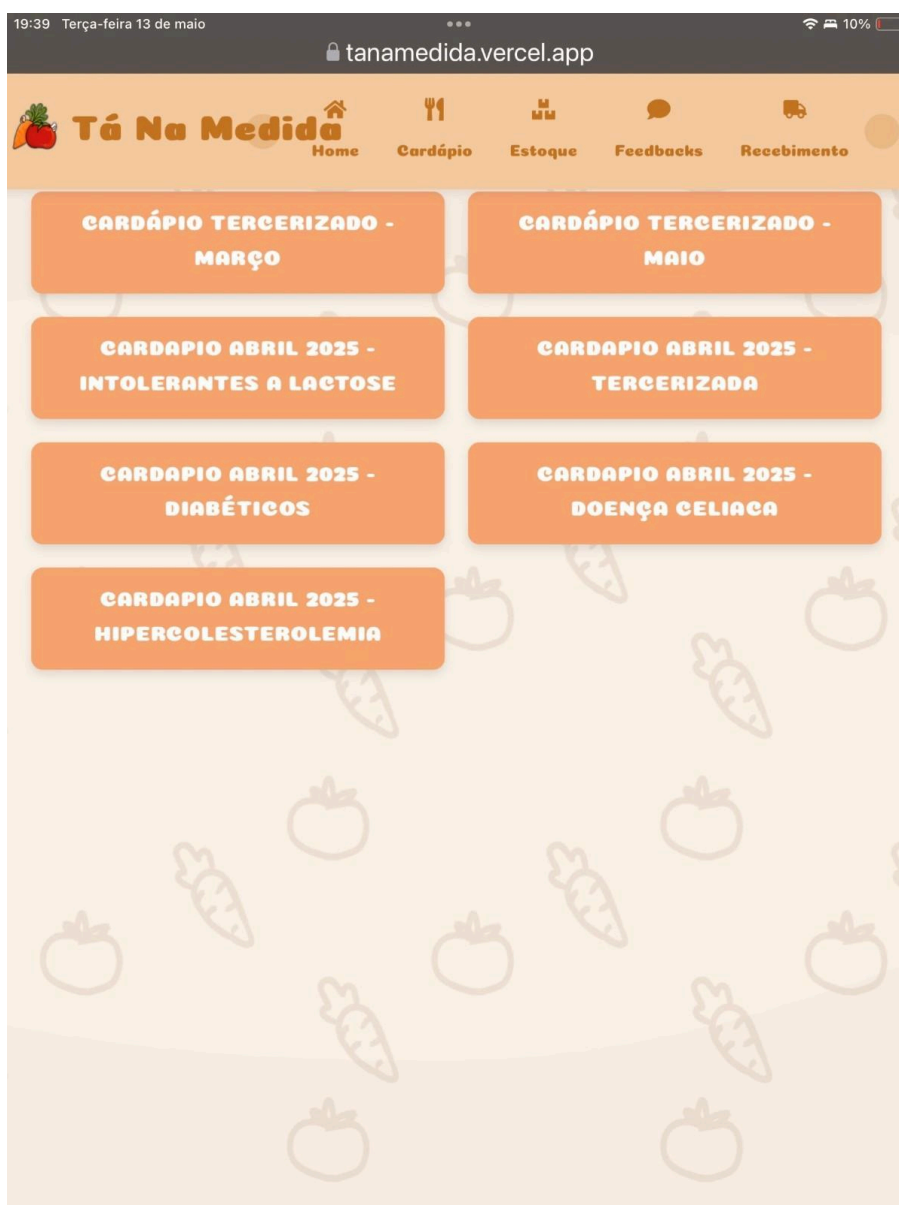 19:39 Terça-feira 13 de maio
10%
tanamedida.vercel.app
Tá Na Medida
Home Cardápio Estoque Feedbacks Recebimento
CARDÁPIO TERCERIZADO -
MARÇO
CARDÁPIO TERCERIZADO -
MAIO
CARDAPIO ABRIL 2025 -
INTOLERANTES A LACTOSE
CARDAPIO ABRIL 2025 -
TERCERIZADA
CARDAPIO ABRIL 2025 -
DIABÉTICOS
CARDAPIO ABRIL 2025 -
DOENÇA CELIACA
CARDAPIO ABRIL 2025 -
HIPERCOLESTEROLEMIA